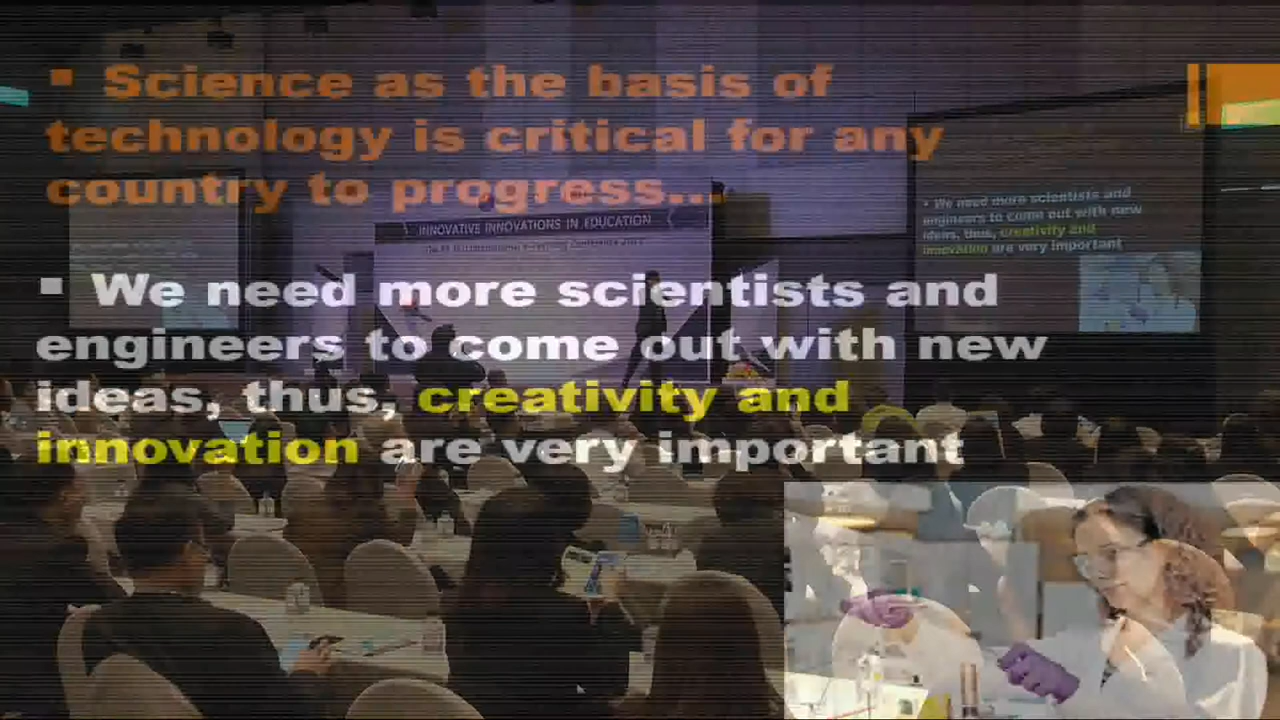 ▪ Science as the basis of
technology is critical for any
country to progress...
INNOVATIVE INNOVATIONS IN EDUCATION
▪ We need more scientists and
engineers to come out with new
ideas, thus, creativity and
innovation are very important
▪ We need more scientists and
engineers to come out with new
ideas, thus, creativity and
innovation are very important